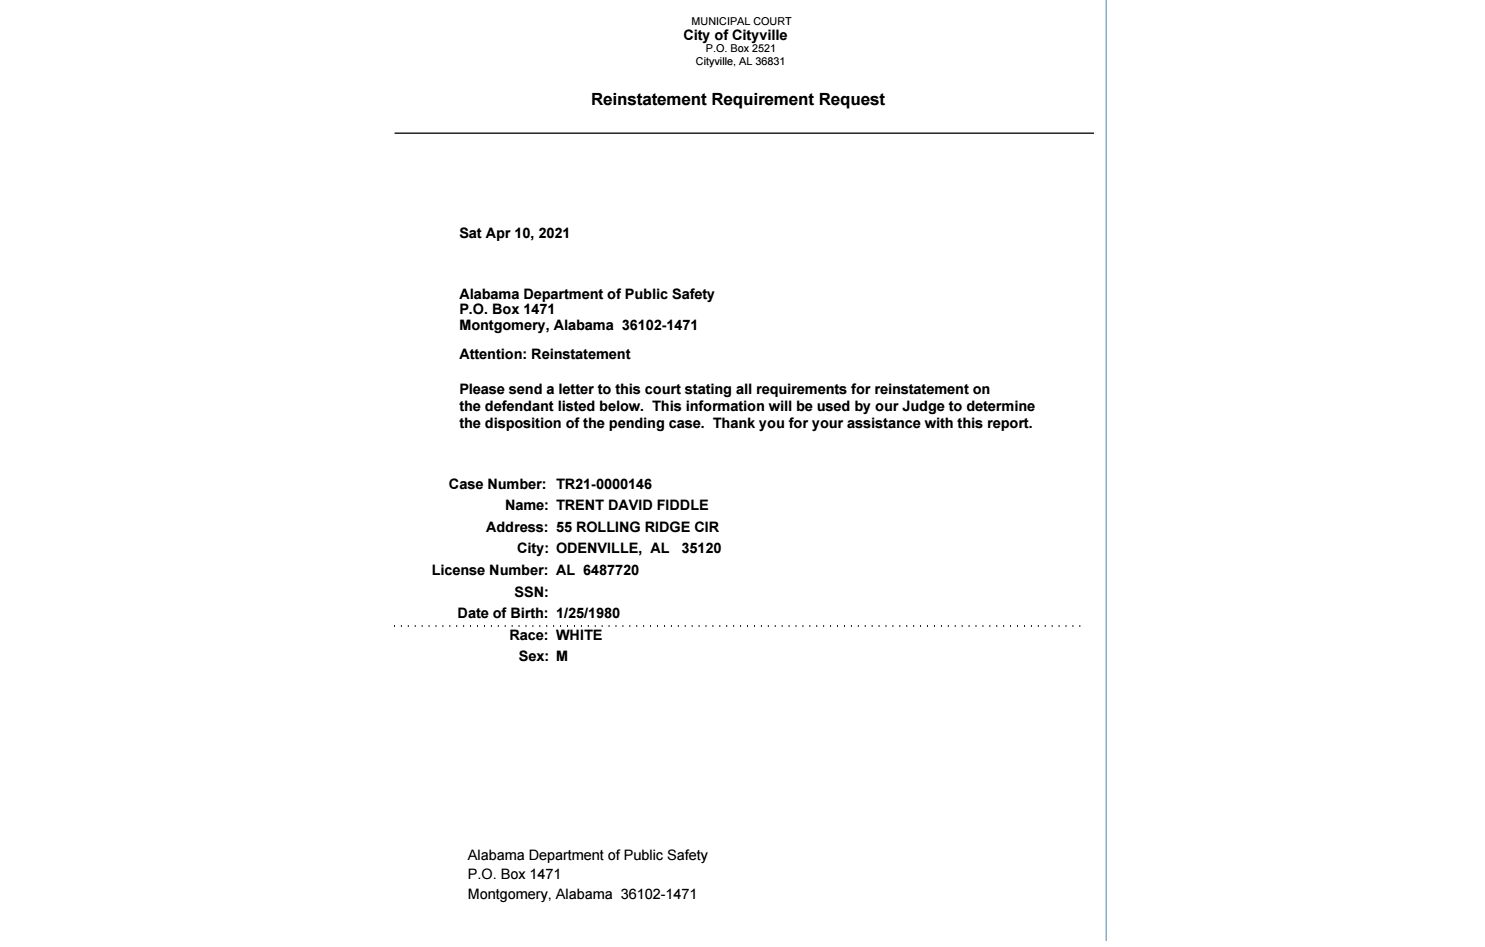 MUNICIPAL COURT
City of Cityville
P.O. Box 2521
Cityville, AL 36831
Reinstatement Requirement Request
Sat Apr 10, 2021
Alabama Department of Public Safety
P.O. Box 1471
Montgomery, Alabama 36102-1471
Attention: Reinstatement
Please send a letter to this court stating all requirements for reinstatement on
the defendant listed below. This information will be used by our Judge to determine
the disposition of the pending case. Thank you for your assistance with this report.
Case Number: TR21-0000146
Name: TRENT DAVID FIDDLE
Address: 55 ROLLING RIDGE CIR
City: ODENVILLE, AL 35120
License Number: AL 6487720
SSN:
Date of Birth: 1/25/1980
Race: WHITE
Sex: M
Alabama Department of Public Safety
P.O. Box 1471
Montgomery, Alabama 36102-1471